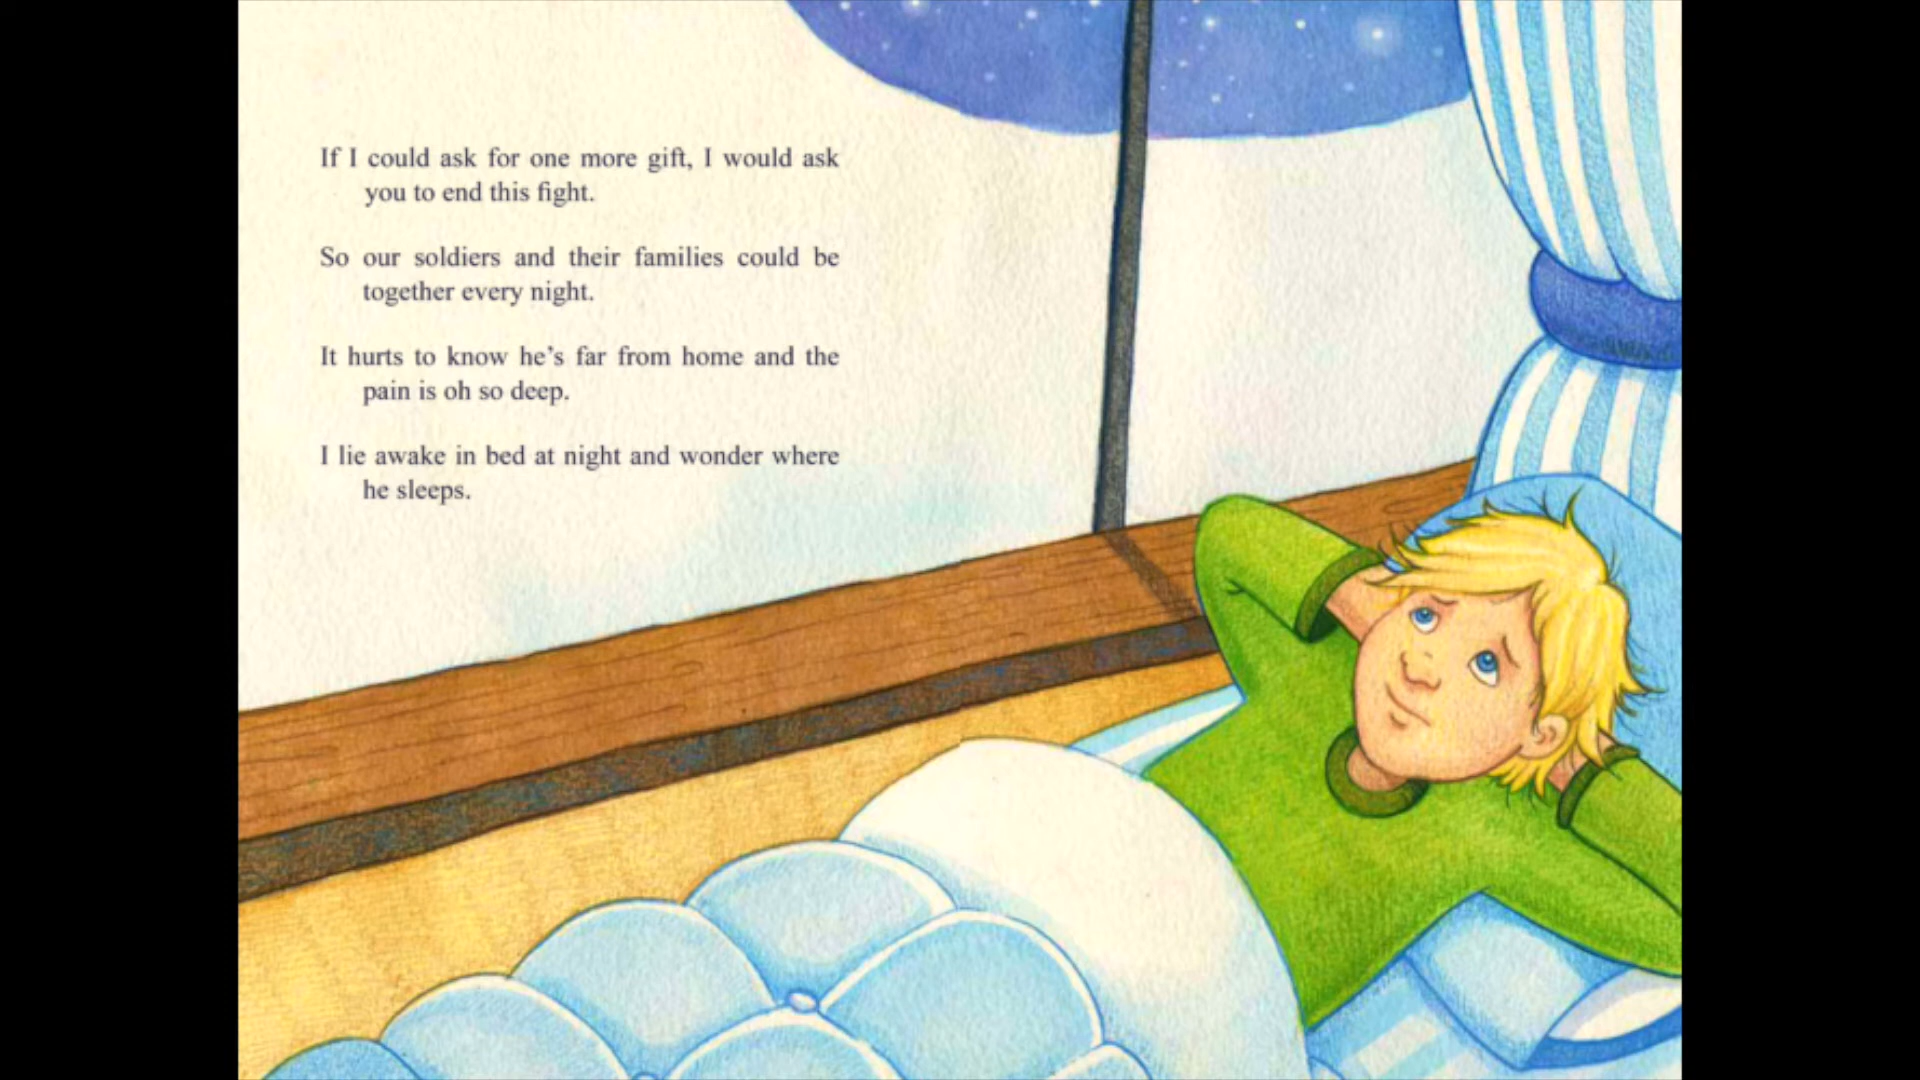 If I could ask for one more gift, I would ask
you to end this fight.
So our soldiers and their families could be
together every night.
It hurts to know he’s far from home and the
pain is oh so deep.
I lie awake in bed at night and wonder where
he sleeps.